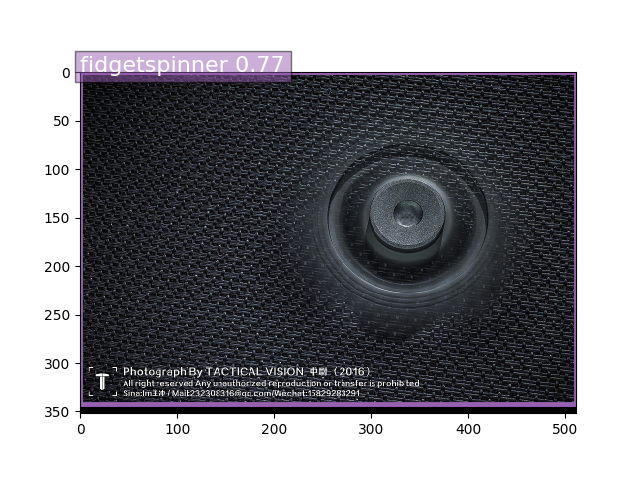 fidgetspinner 0.77
0
50
100
150
200
250
300
350
Photograph By TACTICAL VISION (2016)
All right reserved Any unauthorized reproduction or transfer is prohibited
0 100 200 300 400 500